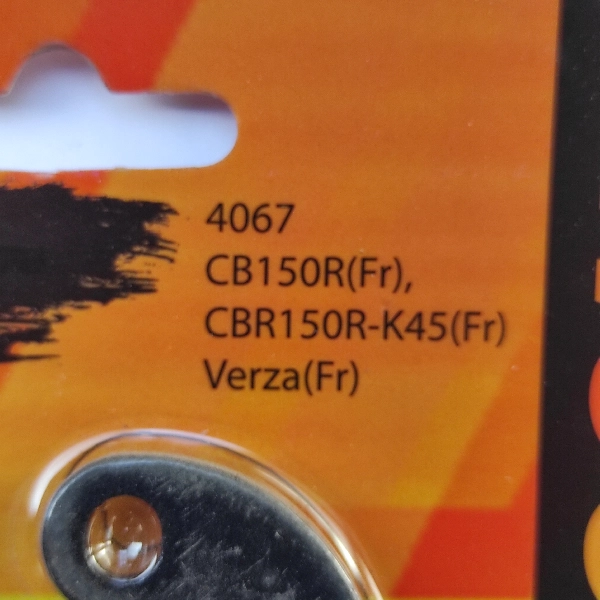 4067
CB150R(Fr),
CBR150R-K45(Fr)
Verza(Fr)